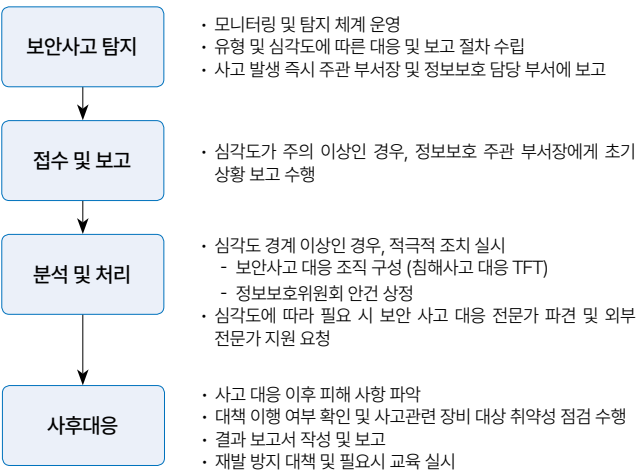 보안사고 탐지
· 모니터링 및 탐지 체계 운영
· 유형 및 심각도에 따른 대응 및 보고 절차 수립
· 사고 발생 즉시 주관 부서장 및 정보보호 담당 부서에 보고
접수 및 보고
· 심각도가 주의 이상인 경우, 정보보호 주관 부서장에게 초기
상황 보고 수행
분석 및 처리
· 심각도 경계 이상인 경우, 적극적 조치 실시
- 보안사고 대응 조직 구성 (침해사고 대응 TFT)
- 정보보호위원회 안건 상정
· 심각도에 따라 필요 시 보안 사고 대응 전문가 파견 및 외부
전문가 지원 요청
사후대응
· 사고 대응 이후 피해 사항 파악
· 대책 이행 여부 확인 및 사고관련 장비 대상 취약성 점검 수행
· 결과 보고서 작성 및 보고
· 재발 방지 대책 및 필요시 교육 실시